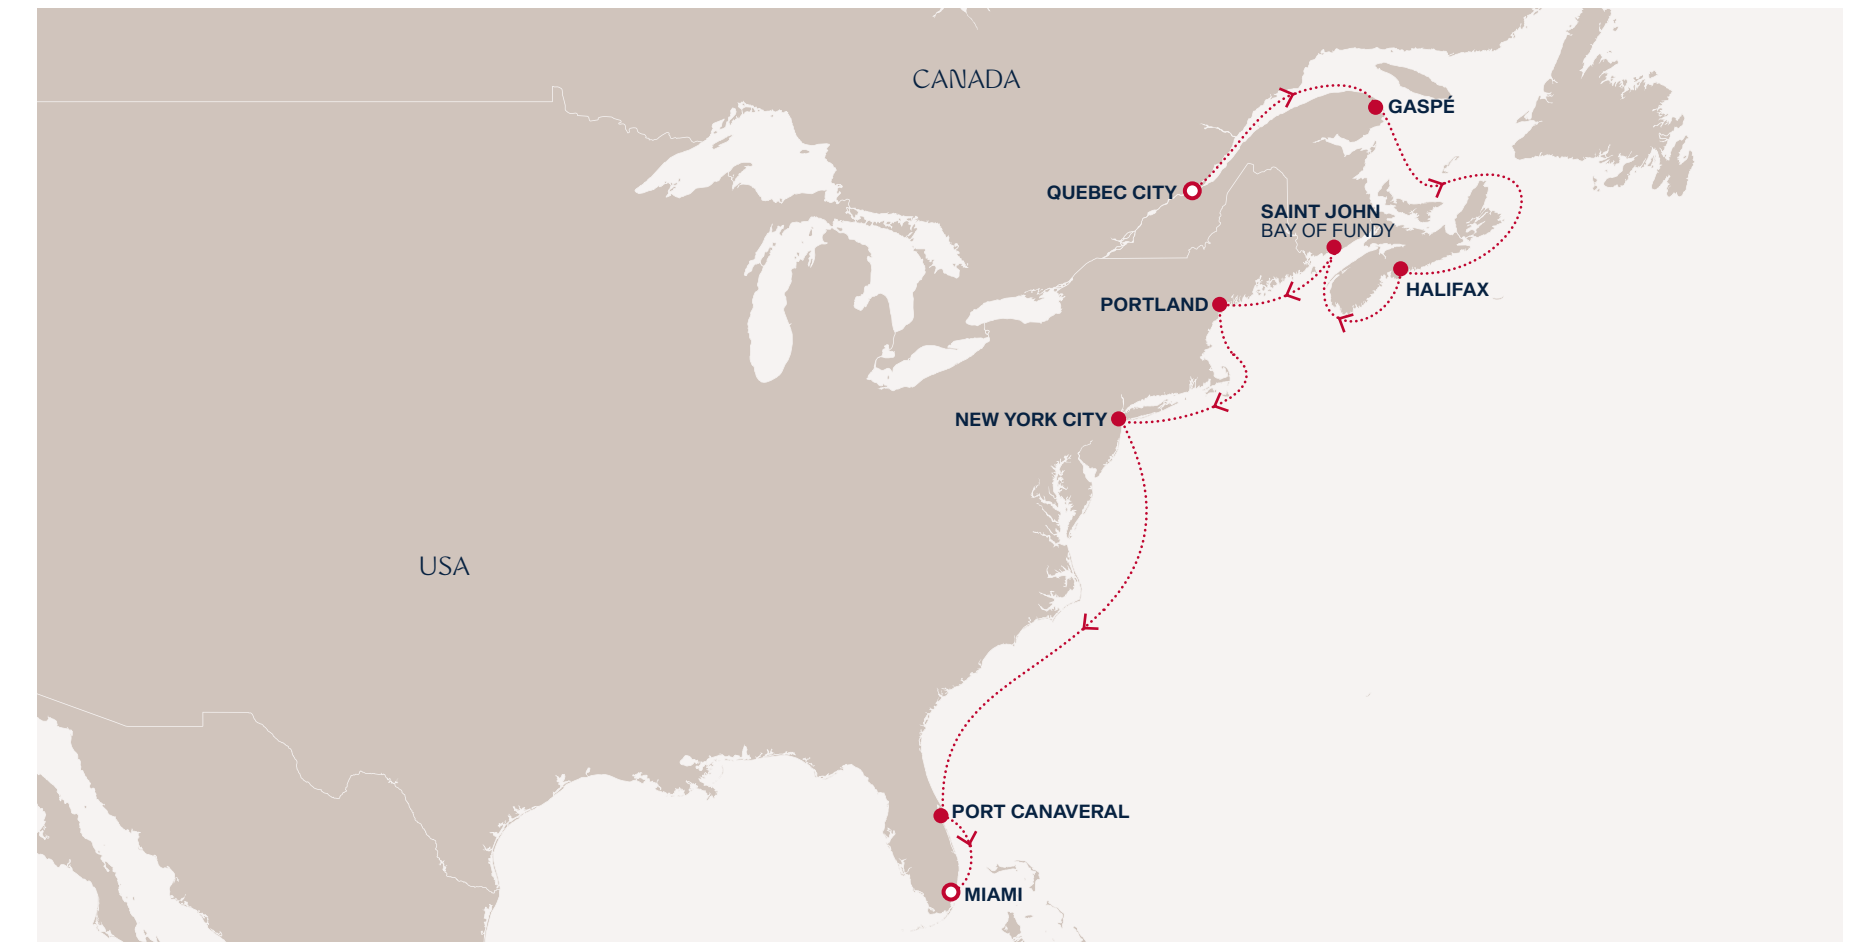 CANADA
GASPÉ
QUEBEC CITY
SAINT JOHN
BAY OF FUNDY
HALIFAX
PORTLAND
NEW YORK CITY
USA
PORT CANAVERAL
MIAMI